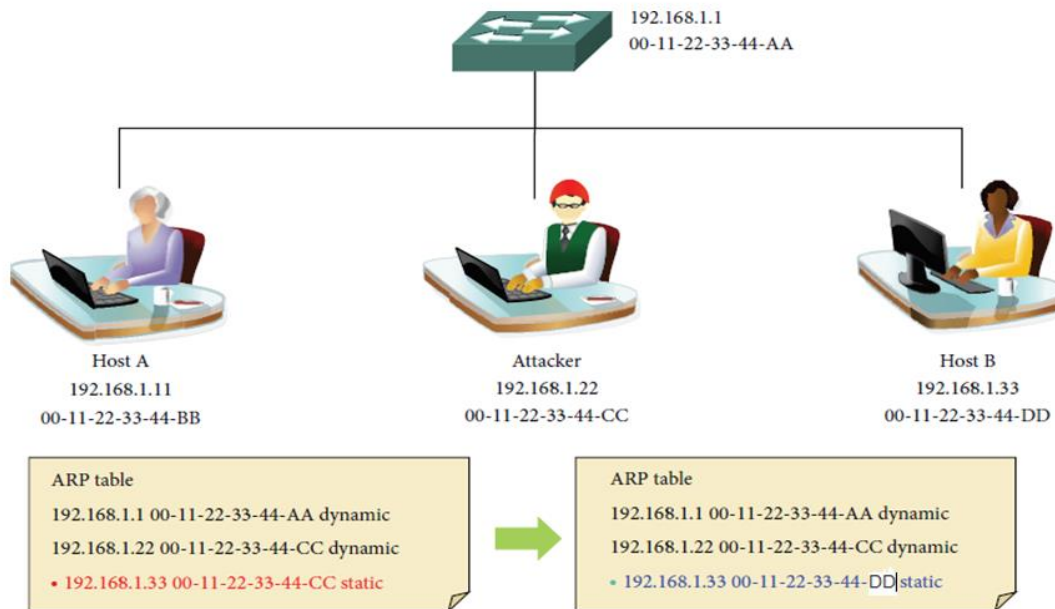 192.168.1.1
00-11-22-33-44-AA
Host A
192.168.1.11
00-11-22-33-44-BB
Attacker
192.168.1.22
00-11-22-33-44-CC
Host B
192.168.1.33
00-11-22-33-44-DD
ARP table
192.168.1.1 00-11-22-33-44-AA dynamic
192.168.1.22 00-11-22-33-44-CC dynamic
• 192.168.1.33 00-11-22-33-44-CC static
ARP table
192.168.1.1 00-11-22-33-44-AA dynamic
192.168.1.22 00-11-22-33-44-CC dynamic
• 192.168.1.33 00-11-22-33-44-DD static